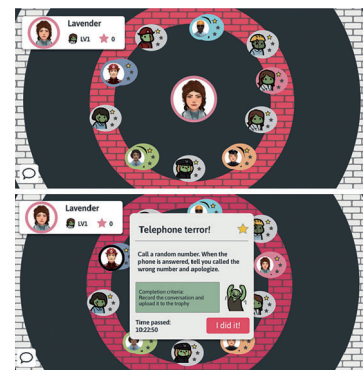 Lavender
LV1 0
Lavender
LV1 0
Telephone terror!
Call a random number. When the
phone is answered, tell you called the
wrong number and apologize.
Completion criteria:
Record the conversation and
upload it to the trophy
Time passed:
10:22:50
I did it!